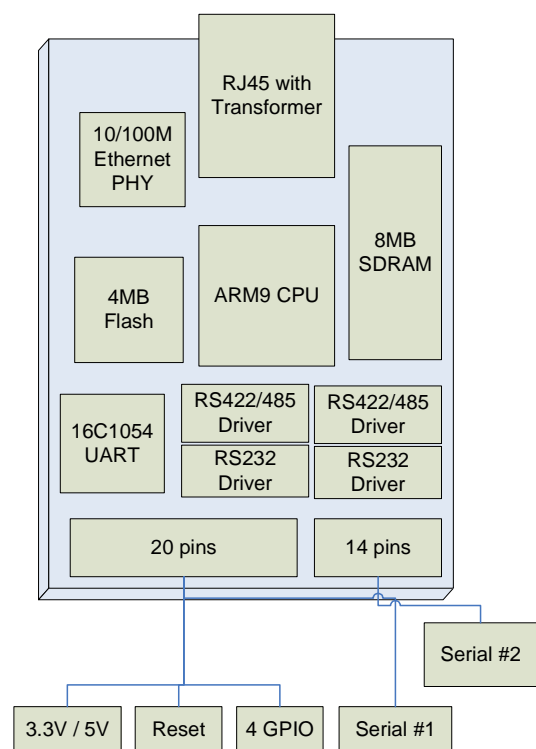 RJ45 with
Transformer
10/100M
Ethernet
PHY
8MB
SDRAM
4MB
Flash
ARM9 CPU
16C1054
UART
RS422/485
Driver
RS422/485
Driver
RS232
Driver
RS232
Driver
20 pins
14 pins
Serial #2
3.3V / 5V
Reset
4 GPIO
Serial #1